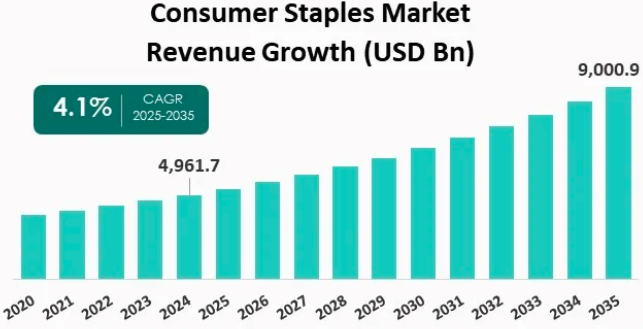 Consumer Staples Market
Revenue Growth (USD Bn)
9,000.9
4.1%
CAGR
2025-2035
4,961.7
2020 2021 2022 2023 2024 2025 2026 2027 2028 2029 2030 2031 2032 2033 2034 2035